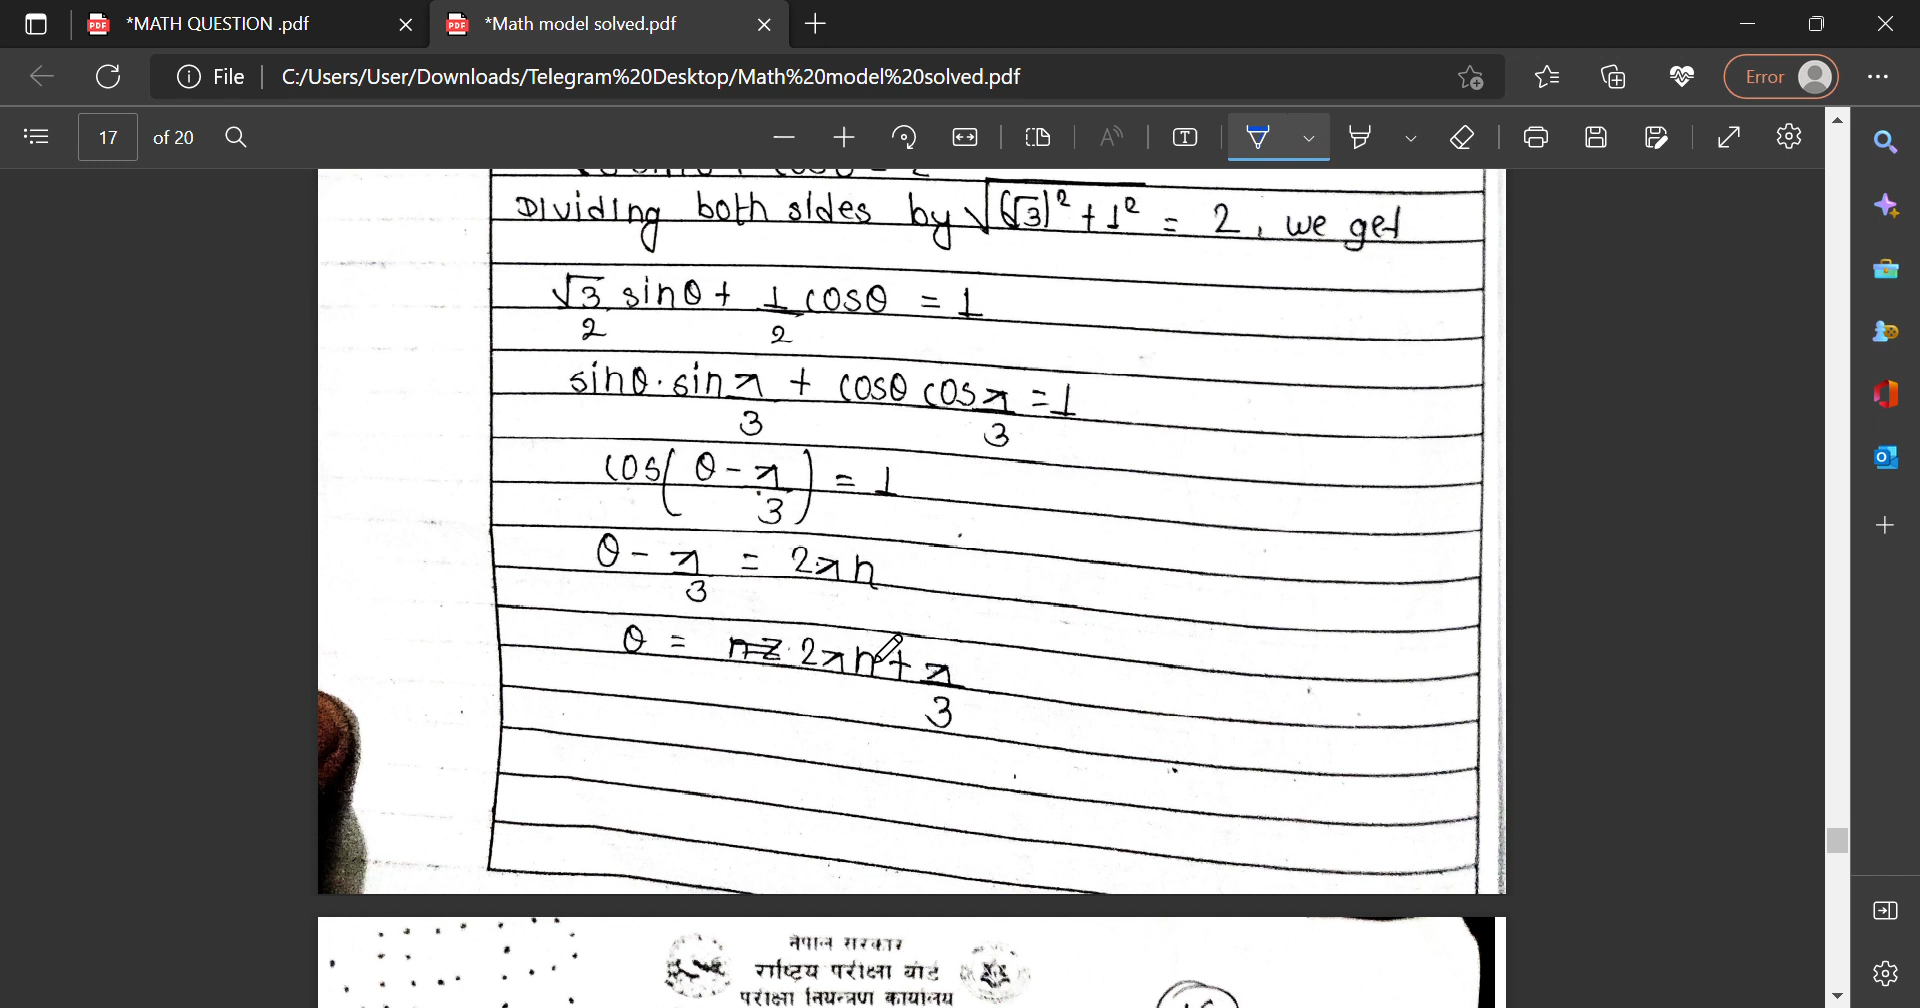 *MATH QUESTION .pdf
*Math model solved.pdf
File
C:/Users/User/Downloads/Telegram%20Desktop/Math%20model%20solved.pdf
Error
17 of 20
Dividing both sides by √(√3)² + 1² = 2, we get
√3/2 sinθ + 1/2 cosθ = 1
sinθ. sin π/3 + cosθ cos π/3 = 1
cos(θ - π/3) = 1
θ - π/3 = 2πn
θ = 2πn + π/3
नेपाल सरकार
राष्ट्रिय परीक्षा बोर्ड
परीक्षा नियन्त्रण कार्यालय